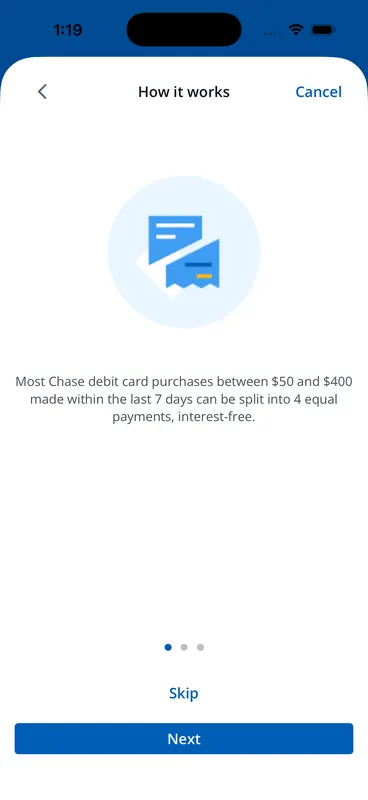 1:19
How it works
Cancel
Most Chase debit card purchases between $50 and $400
made within the last 7 days can be split into 4 equal
payments, interest-free.
Skip
Next